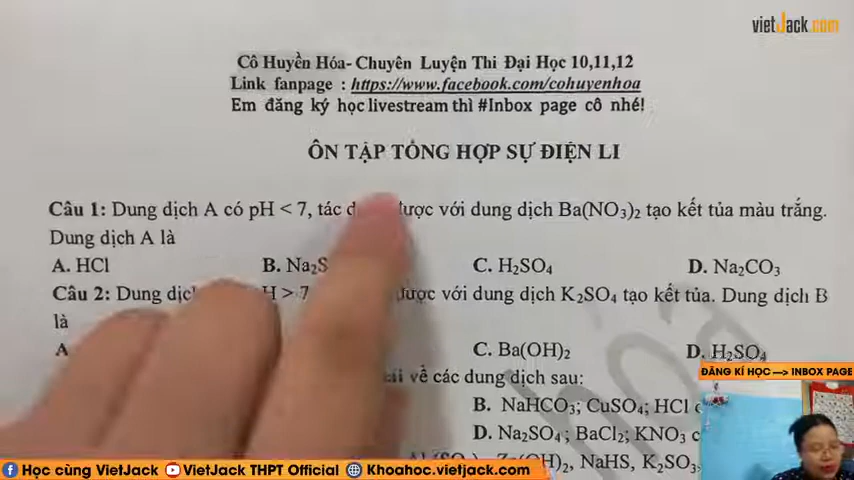 vietJack.com
Cô Huyền Hóa- Chuyên Luyện Thi Đại Học 10,11,12
Link fanpage : https://www.facebook.com/cohuyenhoa
Em đăng ký học livestream thì #Inbox page cô nhé!
ÔN TẬP TỔNG HỢP SỰ ĐIỆN LI
Câu 1: Dung dịch A có pH < 7, tác được với dung dịch Ba(NO₃)₂ tạo kết tủa màu trắng.
Dung dịch A là
A. HCl B. Na₂S C. H₂SO₄ D. Na₂CO₃
Câu 2: Dung H > 7 được với dung dịch K₂SO₄ tạo kết tủa. Dung dịch B
là
A C. Ba(OH)₂ D. H₂SO₄
về các dung dịch sau:
B. NaHCO₃; CuSO₄; HCl
D. Na₂SO₄; BaCl₂; KNO₃
NaHS, K₂SO₃
ĐĂNG KÍ HỌC —> INBOX PAGE
Học cùng VietJack VietJack THPT Official Khoahoc.vietjack.com